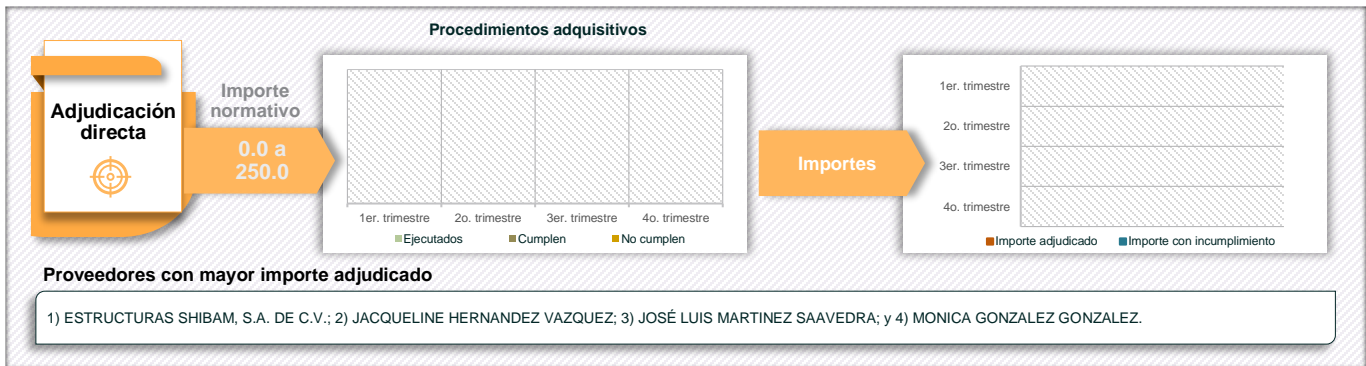 Procedimientos adquisitivos
Adjudicación
directa
Importe
normativo
0.0 a
250.0
1er. trimestre
2o. trimestre
3er. trimestre
4o. trimestre
Ejecutados
Cumplen
No cumplen
Importes
1er. trimestre
2o. trimestre
3er. trimestre
4o. trimestre
Importe adjudicado
Importe con incumplimiento
Proveedores con mayor importe adjudicado
1) ESTRUCTURAS SHIBAM, S.A. DE C.V.; 2) JACQUELINE HERNANDEZ VAZQUEZ; 3) JOSÉ LUIS MARTINEZ SAAVEDRA; y 4) MONICA GONZALEZ GONZALEZ.